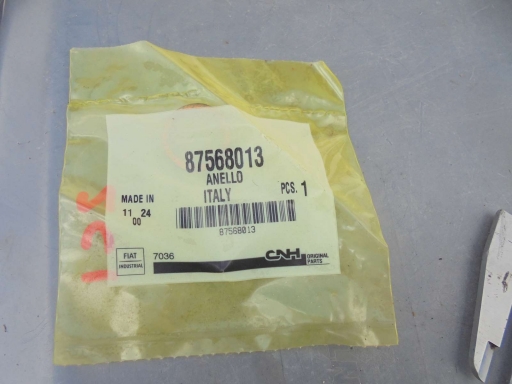 87568013
ANELLO
MADE IN ITALY PCS. 1
11 24
00
87568013
FIAT
INDUSTRIAL
7036
CNH ORIGINAL
PARTS